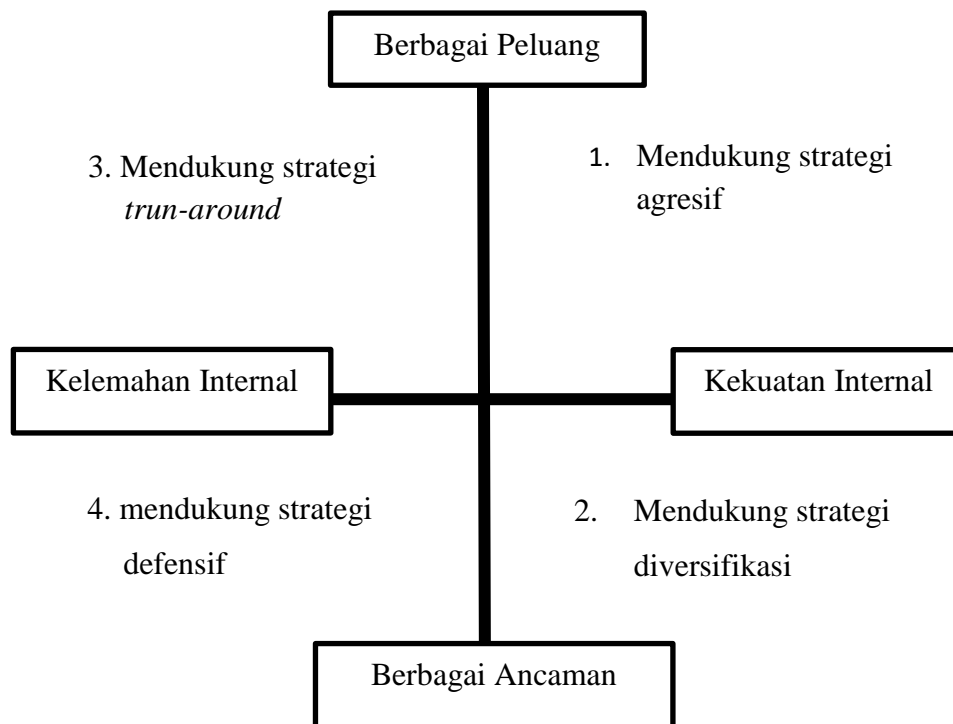 Berbagai Peluang
3. Mendukung strategi
trun-around
1. Mendukung strategi
agresif
Kelemahan Internal
Kekuatan Internal
4. mendukung strategi
defensif
2. Mendukung strategi
diversifikasi
Berbagai Ancaman